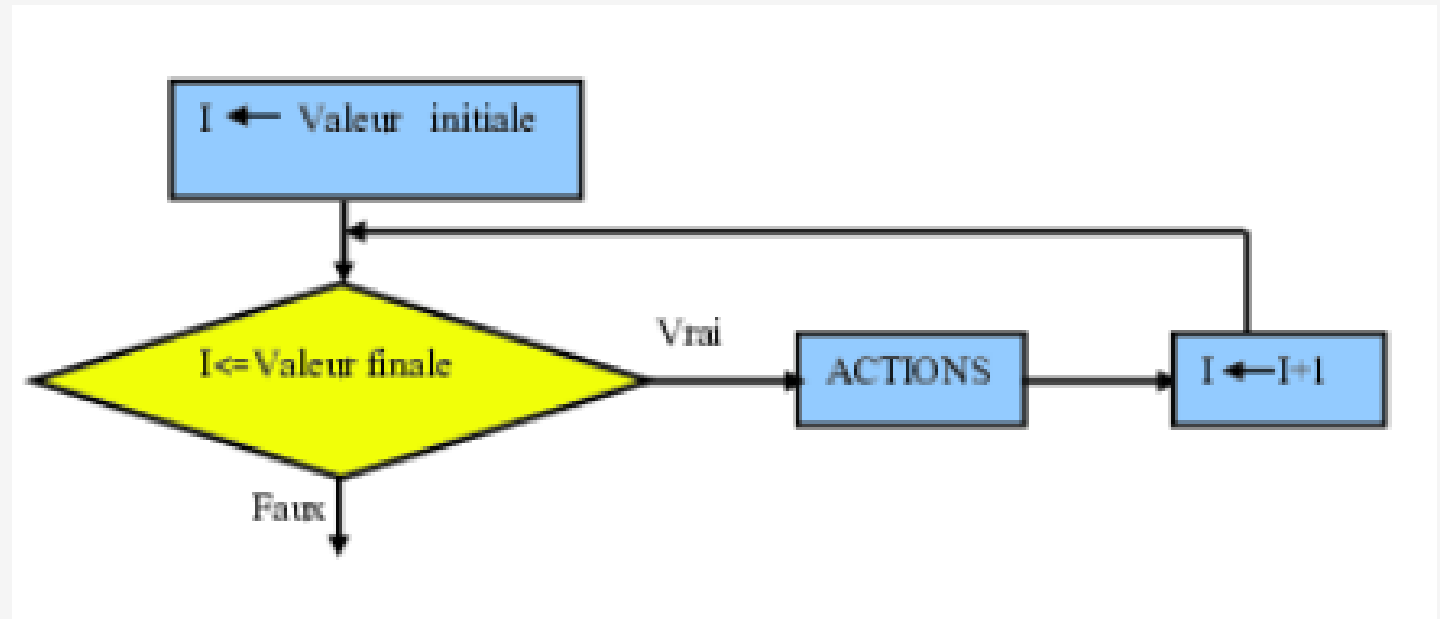 I ← Valeur initiale
I<=Valeur finale
Vrai
ACTIONS
I ←I+1
Faux